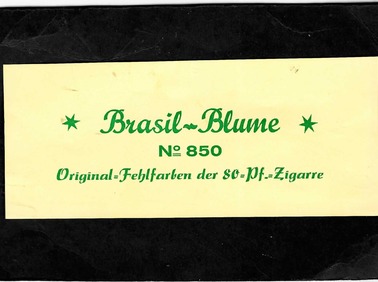 Brasil-Blume
Nº 850
Original=Fehlfarben der 80=Pf.=Zigarre